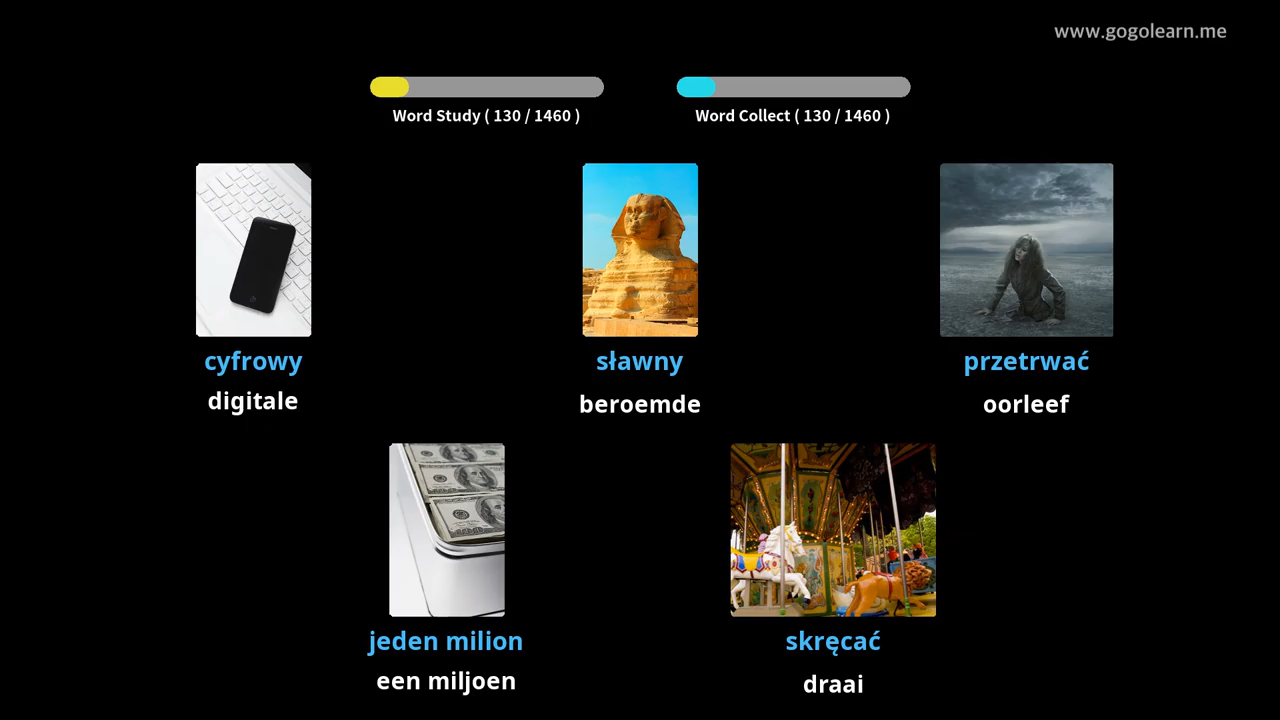 www.gogolearn.me
Word Study ( 130 / 1460 )
Word Collect ( 130 / 1460 )
cyfrowy
digitale
sławny
beroemde
przetrwać
oorleef
jeden milion
een miljoen
skręcać
draai